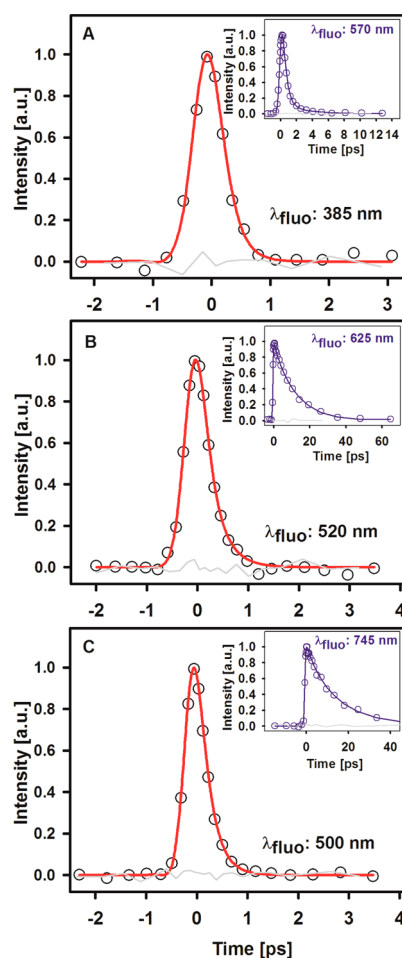 A
λfluo: 570 nm
Intensity [a.u.]
1.0
0.8
0.6
0.4
0.2
0.0
0 2 4 6 8 10 12 14
Time [ps]
Intensity [a.u.]
1.0
0.8
0.6
0.4
0.2
0.0
λfluo: 385 nm
-2 -1 0 1 2 3
B
λfluo: 625 nm
Intensity [a.u.]
1.0
0.8
0.6
0.4
0.2
0.0
0 20 40 60
Time [ps]
Intensity [a.u.]
1.0
0.8
0.6
0.4
0.2
0.0
λfluo: 520 nm
-2 -1 0 1 2 3 4
C
λfluo: 745 nm
Intensity [a.u.]
1.0
0.8
0.6
0.4
0.2
0.0
0 20 40
Time [ps]
Intensity [a.u.]
1.0
0.8
0.6
0.4
0.2
0.0
λfluo: 500 nm
-2 -1 0 1 2 3 4
Time [ps]